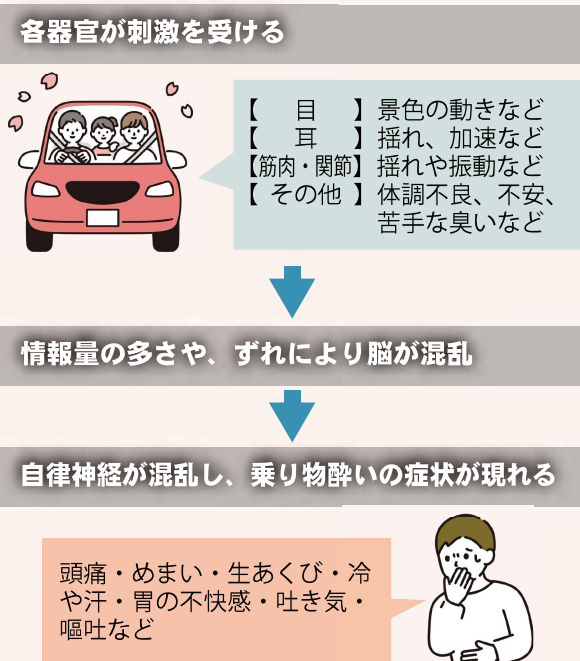 各器官が刺激を受ける
【　目　】景色の動きなど
【　耳　】揺れ、加速など
【筋肉・関節】揺れや振動など
【 その他 】体調不良、不安、
苦手な臭いなど
情報量の多さや、ずれにより脳が混乱
自律神経が混乱し、乗り物酔いの症状が現れる
頭痛・めまい・生あくび・冷
や汗・胃の不快感・吐き気・
嘔吐など